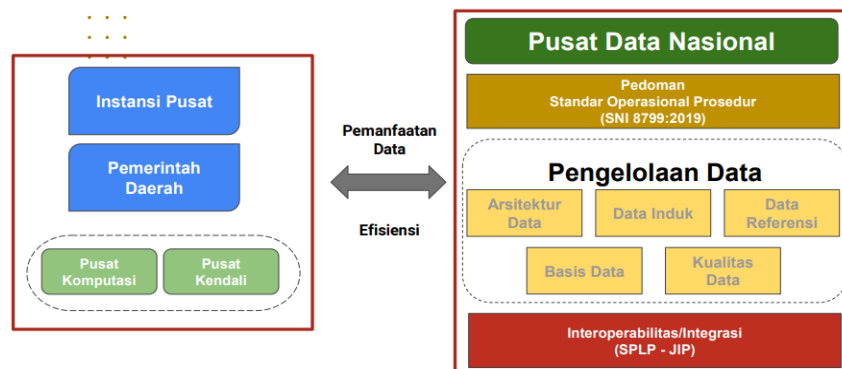 Instansi Pusat
Pemerintah
Daerah
Pusat
Komputasi
Pusat
Kendali
Pemanfaatan
Data
Efisiensi
Pusat Data Nasional
Pedoman
Standar Operasional Prosedur
(SNI 8799:2019)
Pengelolaan Data
Arsitektur
Data
Data Induk
Data
Referensi
Basis Data
Kualitas
Data
Interoperabilitas/Integrasi
(SPLP - JIP)